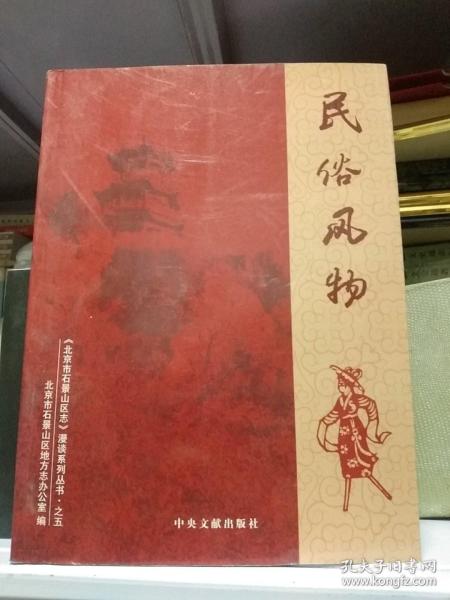 民俗风物
《北京市石景山区志》漫谈系列丛书·之五
北京市石景山区地方志办公室 编
中央文献出版社
孔夫子旧书网
kongfz.com